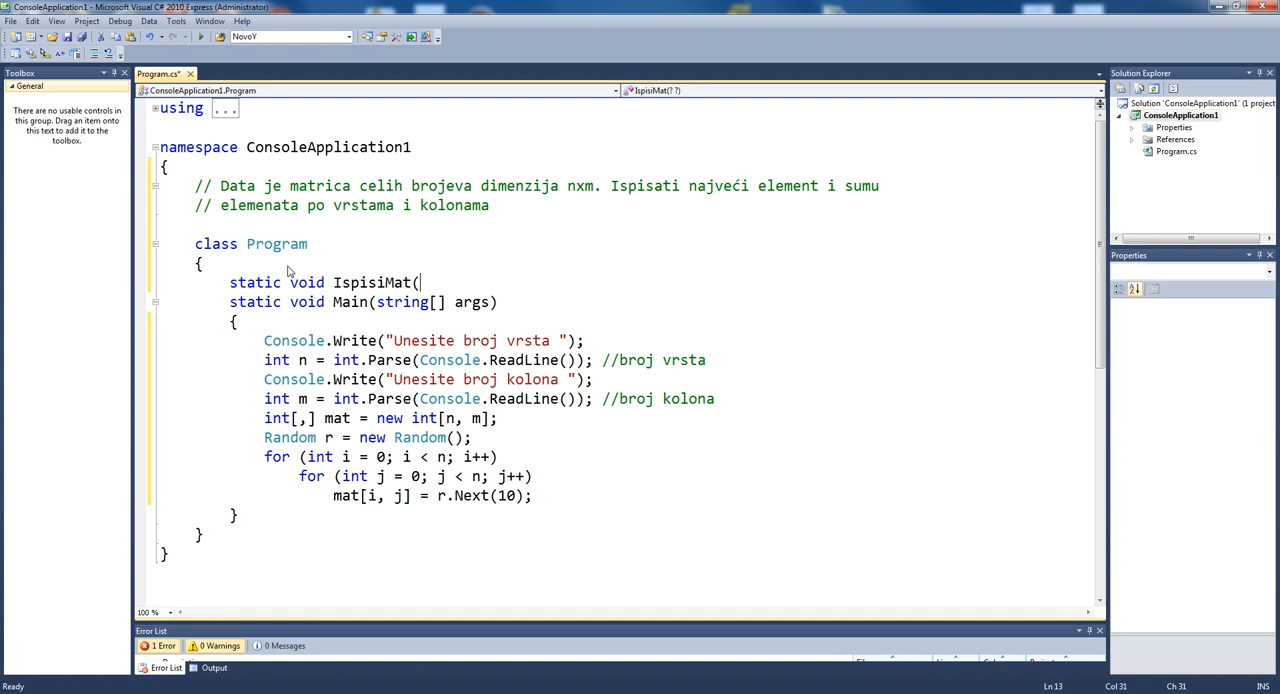 ConsoleApplication1 - Microsoft Visual C# 2010 Express (Administrator)
File Edit View Project Debug Data Tools Window Help
NovoY
Toolbox
General
There are no usable controls in
this group. Drag an item onto
this text to add it to the
toolbox.
Program.cs*
ConsoleApplication1.Program
IspisiMat(? ?)
using ...
namespace ConsoleApplication1
{
// Data je matrica celih brojeva dimenzija nxm. Ispisati najveći element i sumu
// elemenata po vrstama i kolonama
class Program
{
static void IspisiMat(
static void Main(string[] args)
{
Console.Write("Unesite broj vrsta ");
int n = int.Parse(Console.ReadLine()); //broj vrsta
Console.Write("Unesite broj kolona ");
int m = int.Parse(Console.ReadLine()); //broj kolona
int[,] mat = new int[n, m];
Random r = new Random();
for (int i = 0; i < n; i++)
for (int j = 0; j < n; j++)
mat[i, j] = r.Next(10);
}
}
}
100 %
Error List
1 Error 0 Warnings 0 Messages
Error List Output
Solution Explorer
Solution 'ConsoleApplication1' (1 project
ConsoleApplication1
Properties
References
Program.cs
Properties
Ready
Ln 13 Col 31 Ch 31 INS